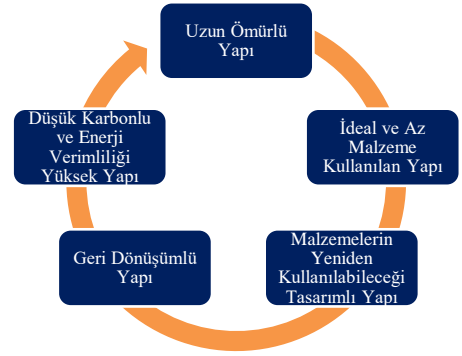 Uzun Ömürlü
Yapı
İdeal ve Az
Malzeme
Kullanılan Yapı
Malzemelerin
Yeniden
Kullanılabileceği
Tasarımlı Yapı
Geri Dönüşümlü
Yapı
Düşük Karbonlu
ve Enerji
Verimliliği
Yüksek Yapı